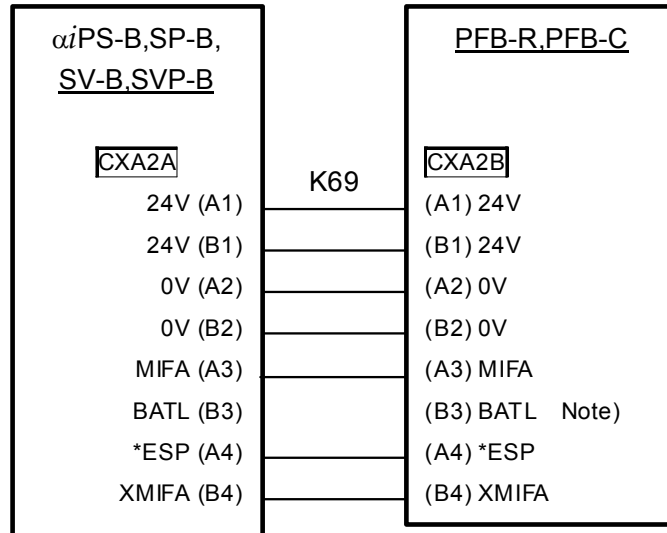 αiPS-B,SP-B,
SV-B,SVP-B
CXA2A
24V (A1)
24V (B1)
0V (A2)
0V (B2)
MIFA (A3)
BATL (B3)
*ESP (A4)
XMIFA (B4)
K69
PFB-R,PFB-C
CXA2B
(A1) 24V
(B1) 24V
(A2) 0V
(B2) 0V
(A3) MIFA
(B3) BATL Note)
(A4) *ESP
(B4) XMIFA